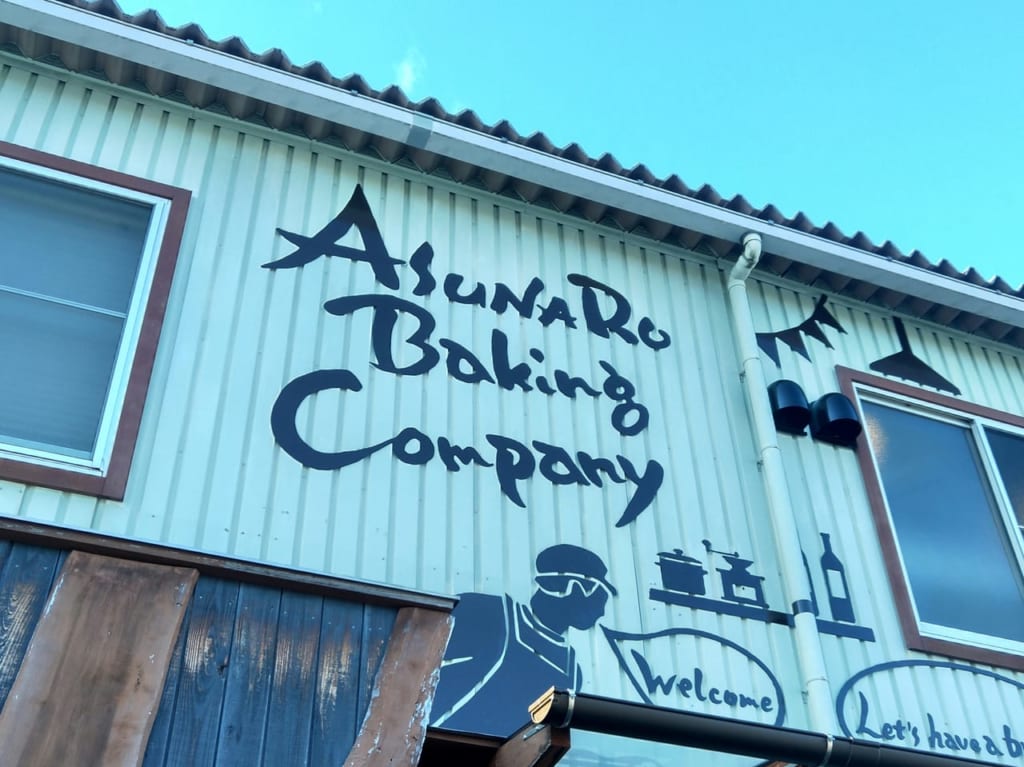 AsunaRo
Baking
Company
Welcome
Let's have a